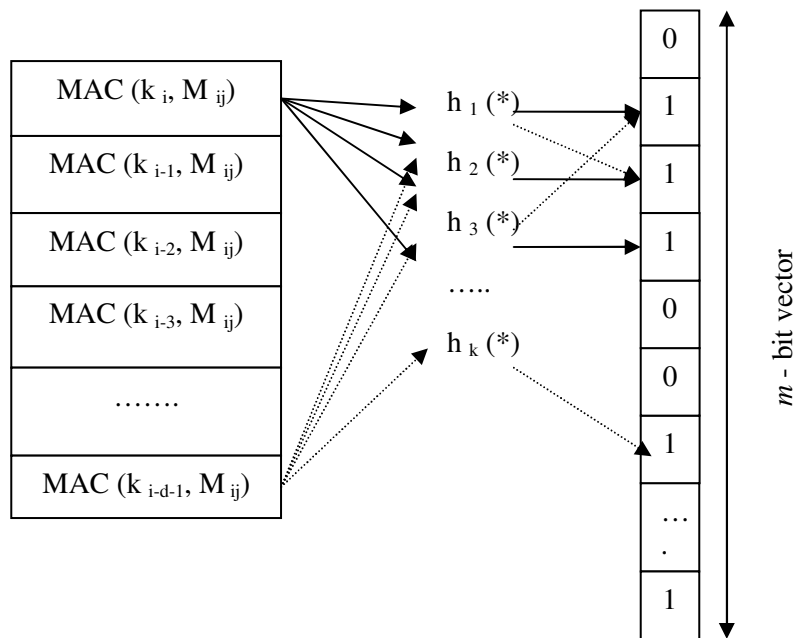 MAC (k i, M ij)
MAC (k i-1, M ij)
MAC (k i-2, M ij)
MAC (k i-3, M ij)
…….
MAC (k i-d-1, M ij)
h 1 (*)
h 2 (*)
h 3 (*)
…..
h k (*)
0
1
1
1
0
0
1
…
.
1
m - bit vector